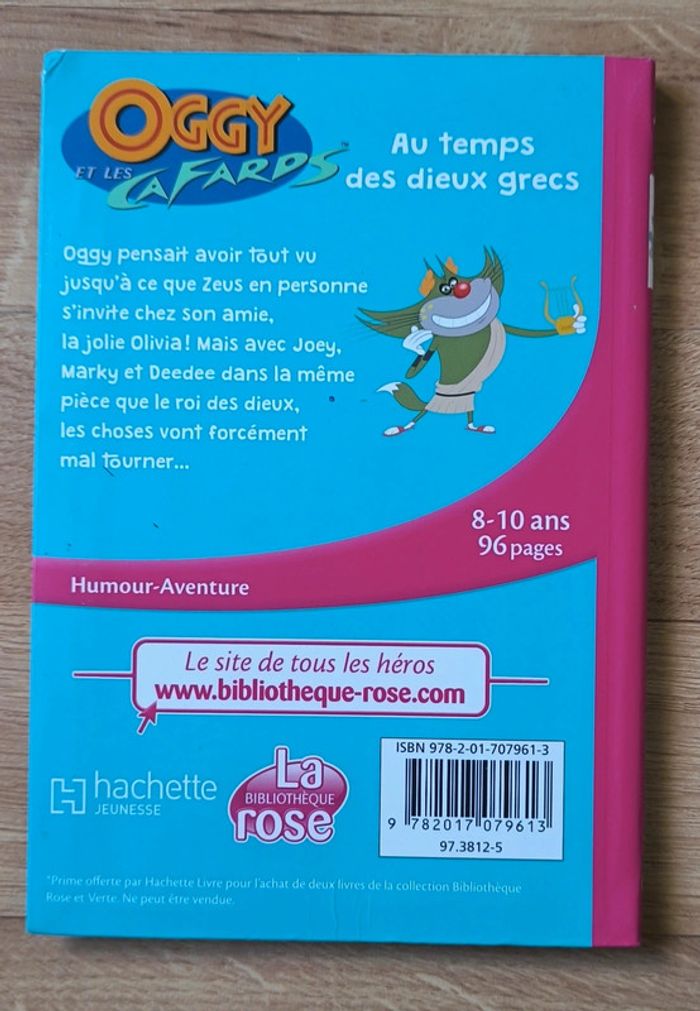 OGGY
ET LES CAFARDS™
Au temps
des dieux grecs
Oggy pensait avoir tout vu
jusqu'à ce que Zeus en personne
s'invite chez son amie,
la jolie Olivia ! Mais avec Joey,
Marky et Deedee dans la même
pièce que le roi des dieux,
les choses vont forcément
mal tourner...
8-10 ans
96 pages
Humour-Aventure
Le site de tous les héros
www.bibliotheque-rose.com
hachette
JEUNESSE
La
BIBLIOTHÈQUE
rose
ISBN 978-2-01-707961-3
9 782017 079613
97.3812-5
*Prime offerte par Hachette Livre pour l'achat de deux livres de la collection Bibliothèque
Rose et Verte. Ne peut être vendue.